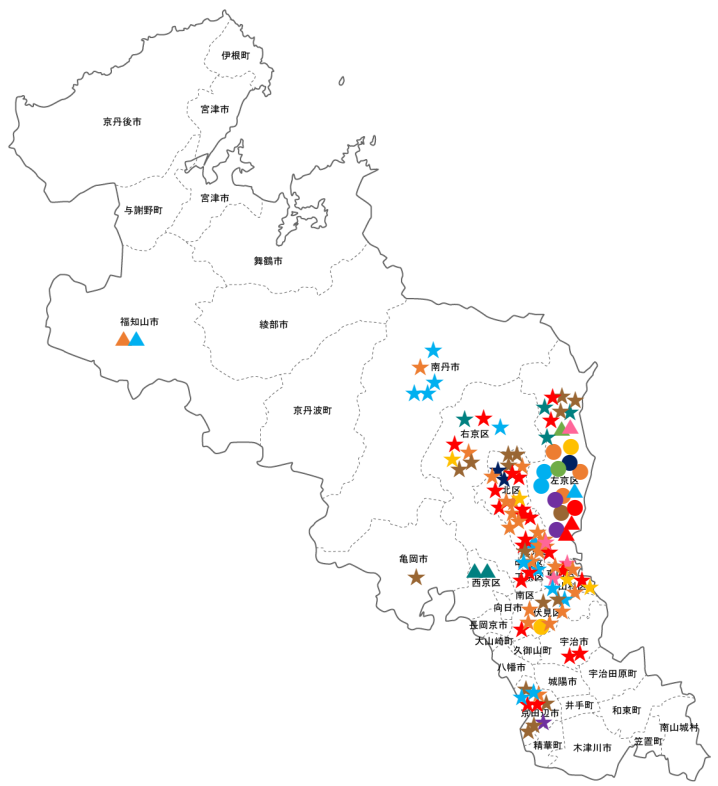 伊根町
宮津市
京丹後市
宮津市
与謝野町
舞鶴市
福知山市
綾部市
南丹市
京丹波町
右京区
左京区
北区
亀岡市
西京区
山科区
南区
向日市
伏見区
長岡京市
大山崎町
宇治市
久御山町
八幡市
宇治田原町
城陽市
井手町
和束町
京田辺市
南山城村
笠置町
精華町
木津川市